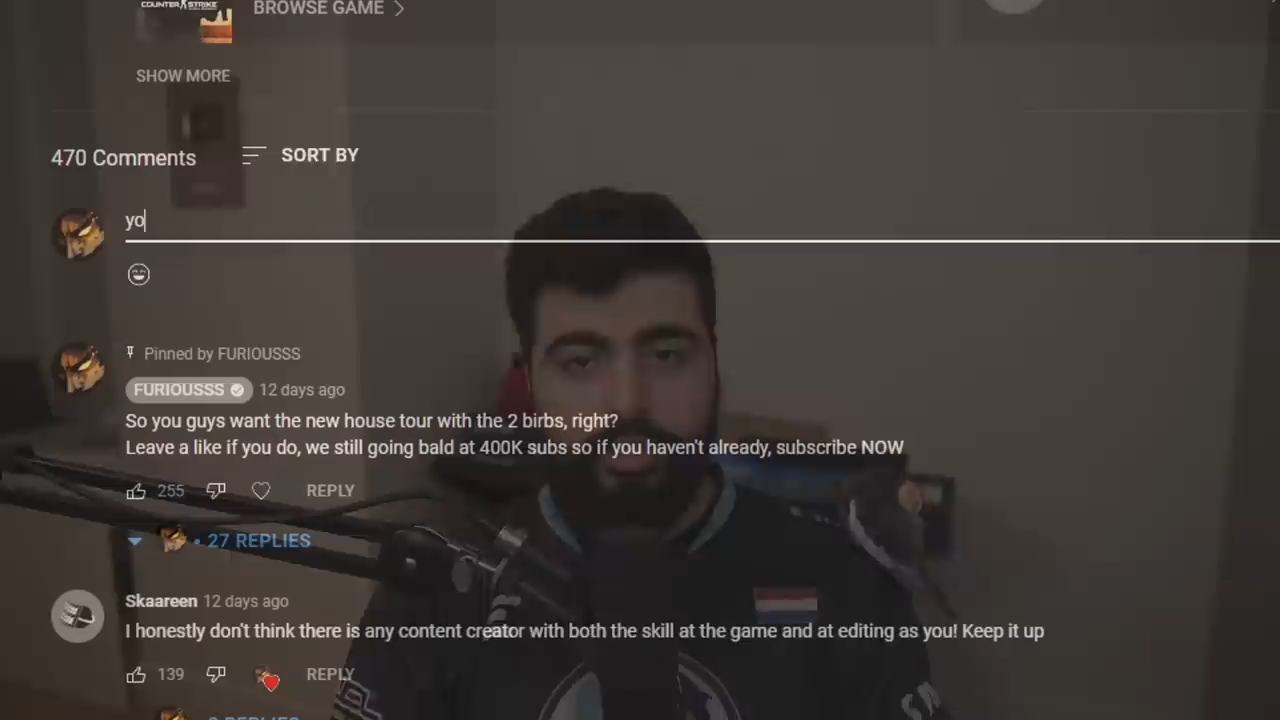 COUNTER STRIKE
BROWSE GAME
SHOW MORE
470 Comments
SORT BY
yo
Pinned by FURIOUSSS
FURIOUSSS 12 days ago
So you guys want the new house tour with the 2 birbs, right?
Leave a like if you do, we still going bald at 400K subs so if you haven't already, subscribe NOW
255 REPLY
• 27 REPLIES
Skaareen 12 days ago
I honestly don't think there is any content creator with both the skill at the game and at editing as you! Keep it up
139 REPLY
REPLIES